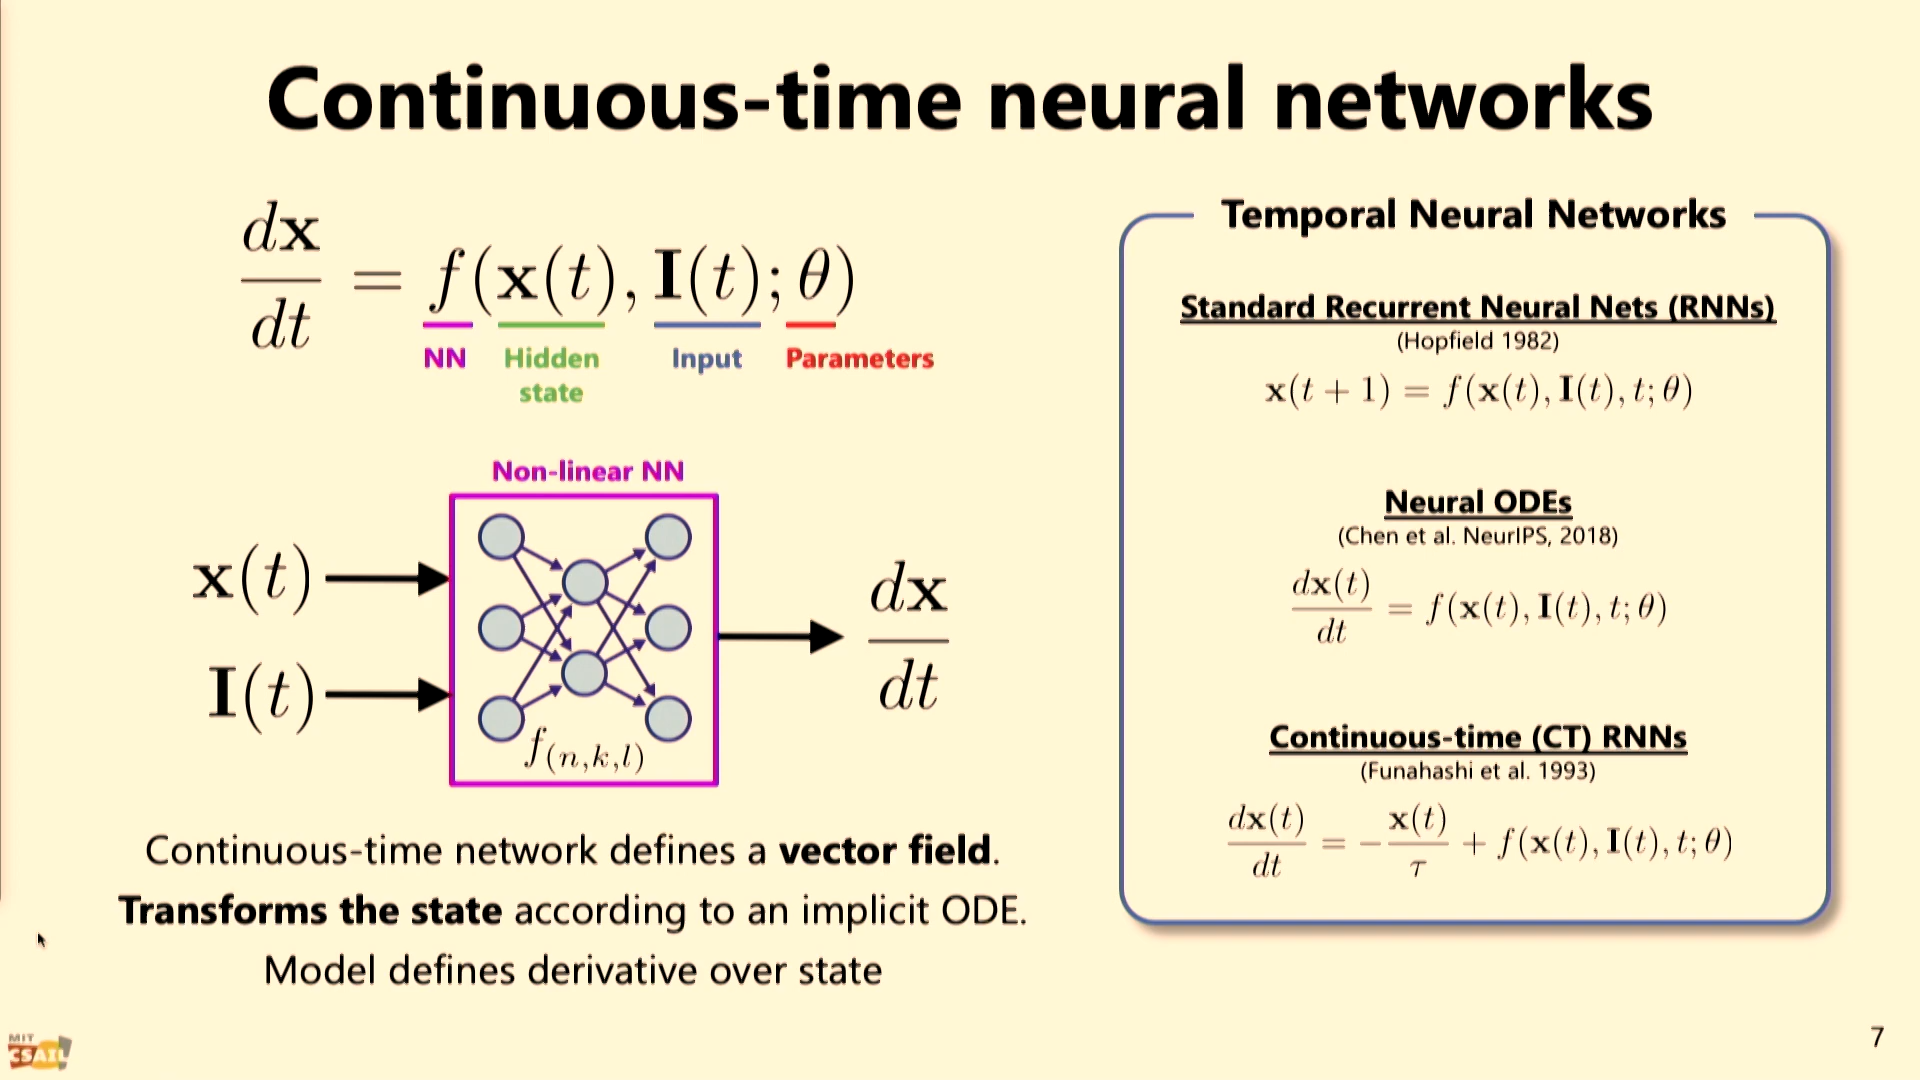 Continuous-time neural networks
d𝐱/dt = f(𝐱(t), 𝐈(t); θ)
NN Hidden state Input Parameters
Non-linear NN
𝐱(t)
𝐈(t)
f(n,k,l)
d𝐱/dt
Continuous-time network defines a vector field.
Transforms the state according to an implicit ODE.
Model defines derivative over state
Temporal Neural Networks
Standard Recurrent Neural Nets (RNNs)
(Hopfield 1982)
𝐱(t + 1) = f(𝐱(t), 𝐈(t), t; θ)
Neural ODEs
(Chen et al. NeurIPS, 2018)
d𝐱(t)/dt = f(𝐱(t), 𝐈(t), t; θ)
Continuous-time (CT) RNNs
(Funahashi et al. 1993)
d𝐱(t)/dt = −𝐱(t)/τ + f(𝐱(t), 𝐈(t), t; θ)
MIT
CSAIL
7